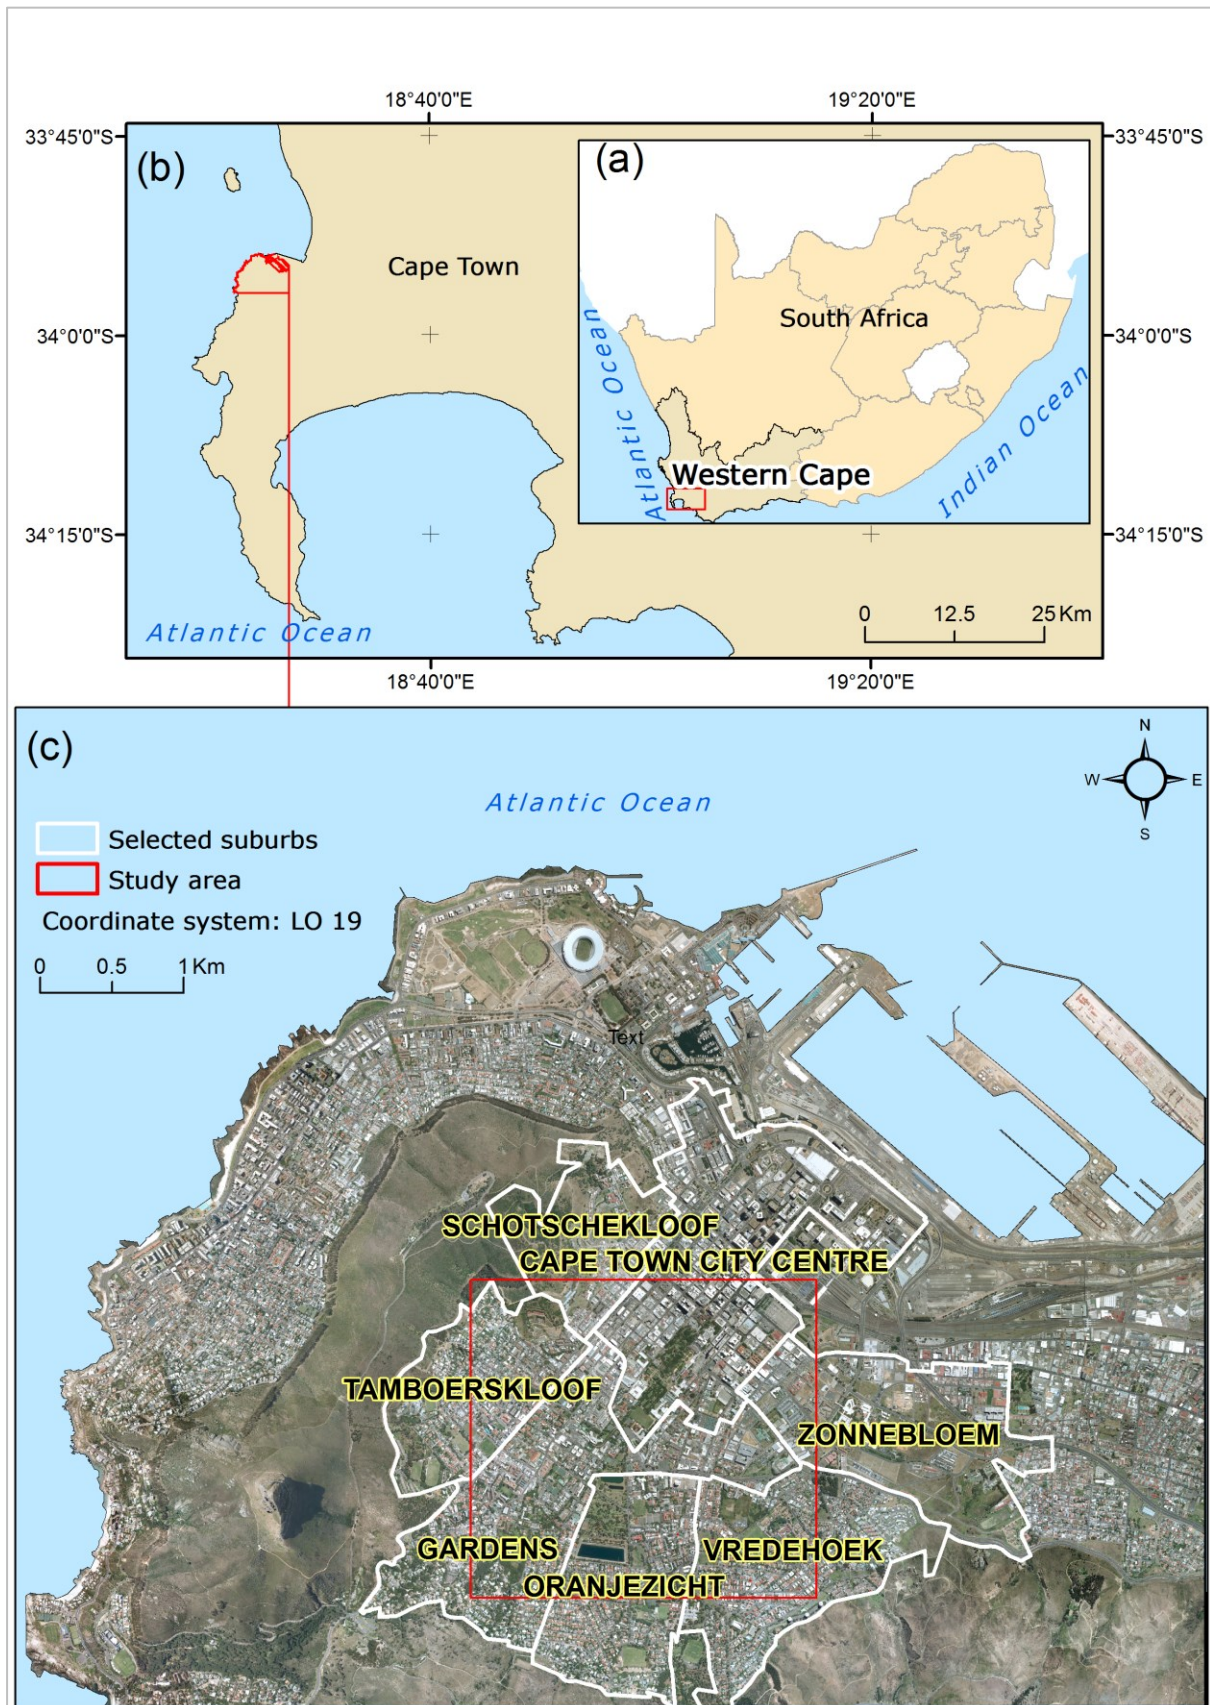 18°40'0"E 19°20'0"E
33°45'0"S 33°45'0"S
(b) (a)
Cape Town
South Africa
34°0'0"S 34°0'0"S
Atlantic Ocean
Indian Ocean
Western Cape
34°15'0"S 34°15'0"S
0 12.5 25 Km
Atlantic Ocean
18°40'0"E 19°20'0"E
(c)
N
W E
S
Atlantic Ocean
Selected suburbs
Study area
Coordinate system: LO 19
0 0.5 1 Km
Text
SCHOTSCHEKLOOF
CAPE TOWN CITY CENTRE
TAMBOERSKLOOF
ZONNEBLOEM
GARDENS
VREDEHOEK
ORANJEZICHT